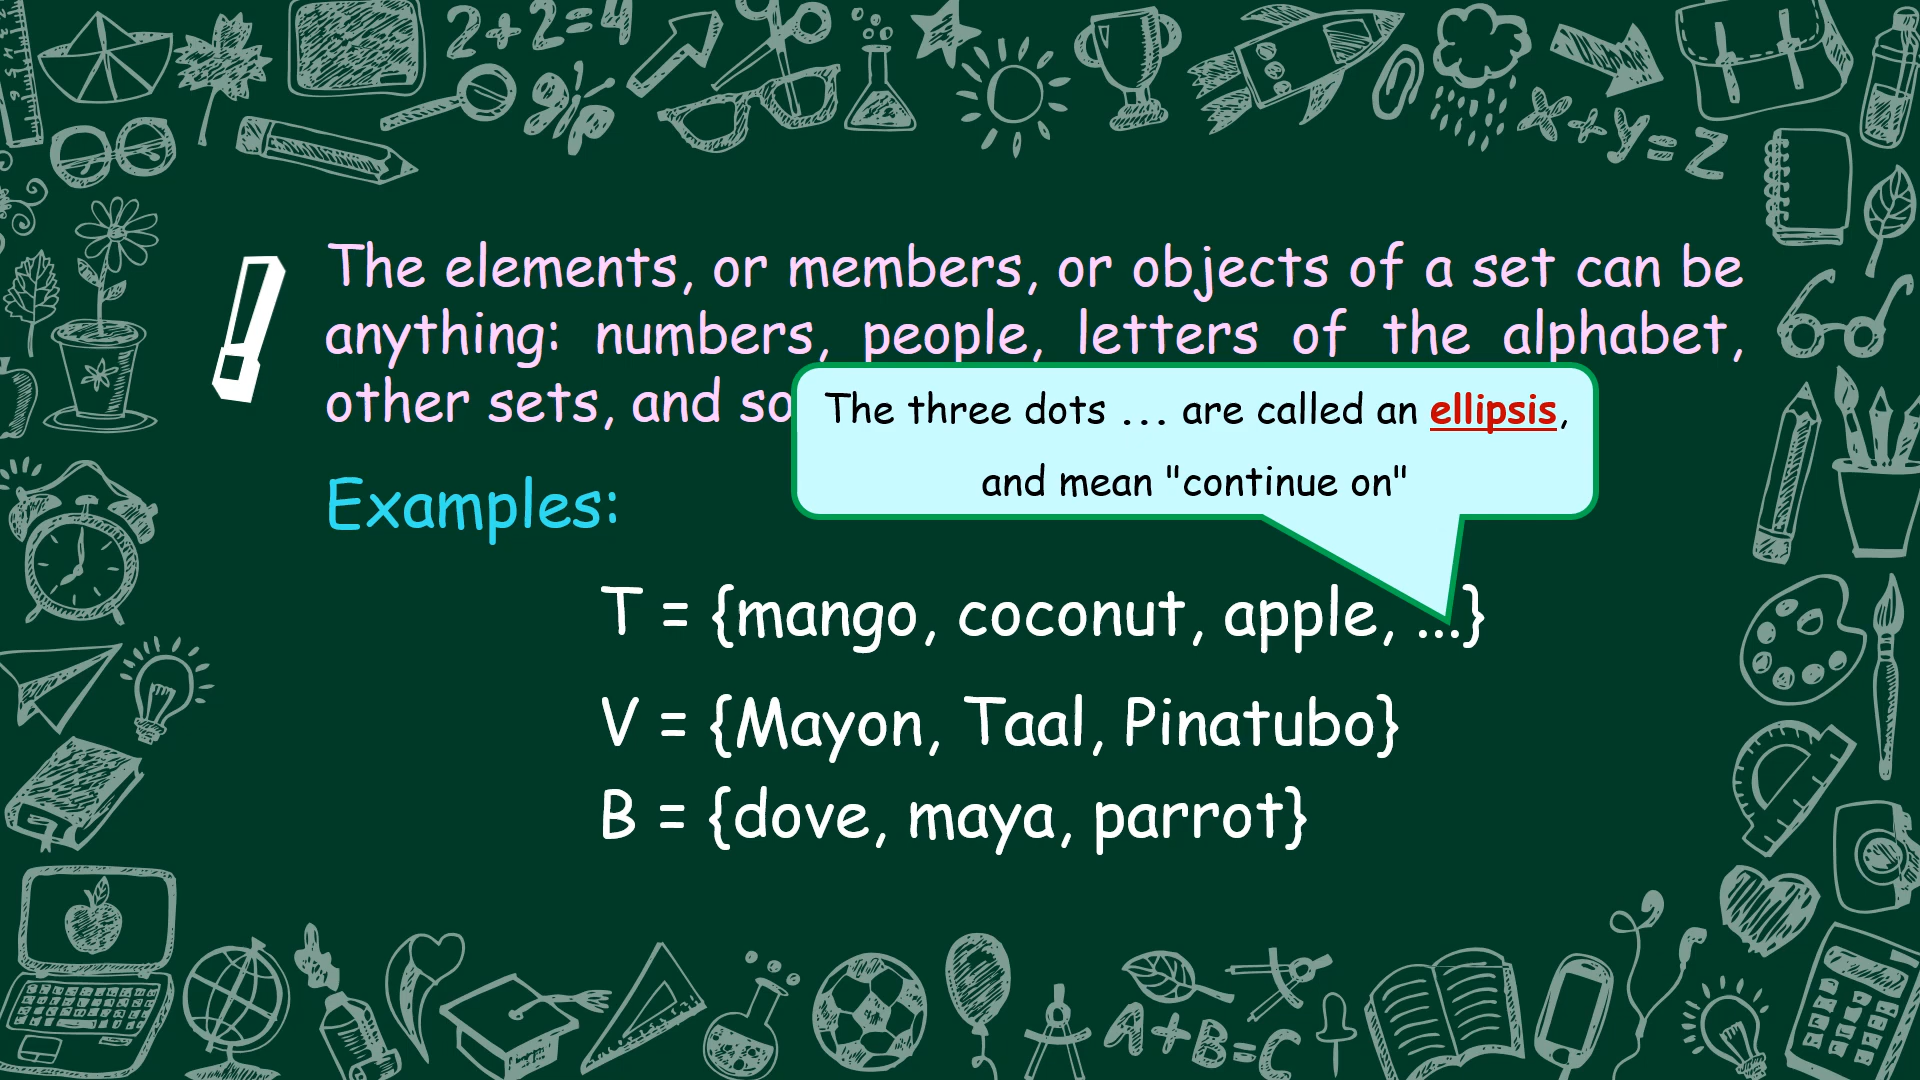 2+2=4
%
x+y=z
!
The elements, or members, or objects of a set can be
anything: numbers, people, letters of the alphabet,
other sets, and so
The three dots ... are called an ellipsis,
and mean "continue on"
Examples:
T = {mango, coconut, apple, ...}
V = {Mayon, Taal, Pinatubo}
B = {dove, maya, parrot}
A+B=C